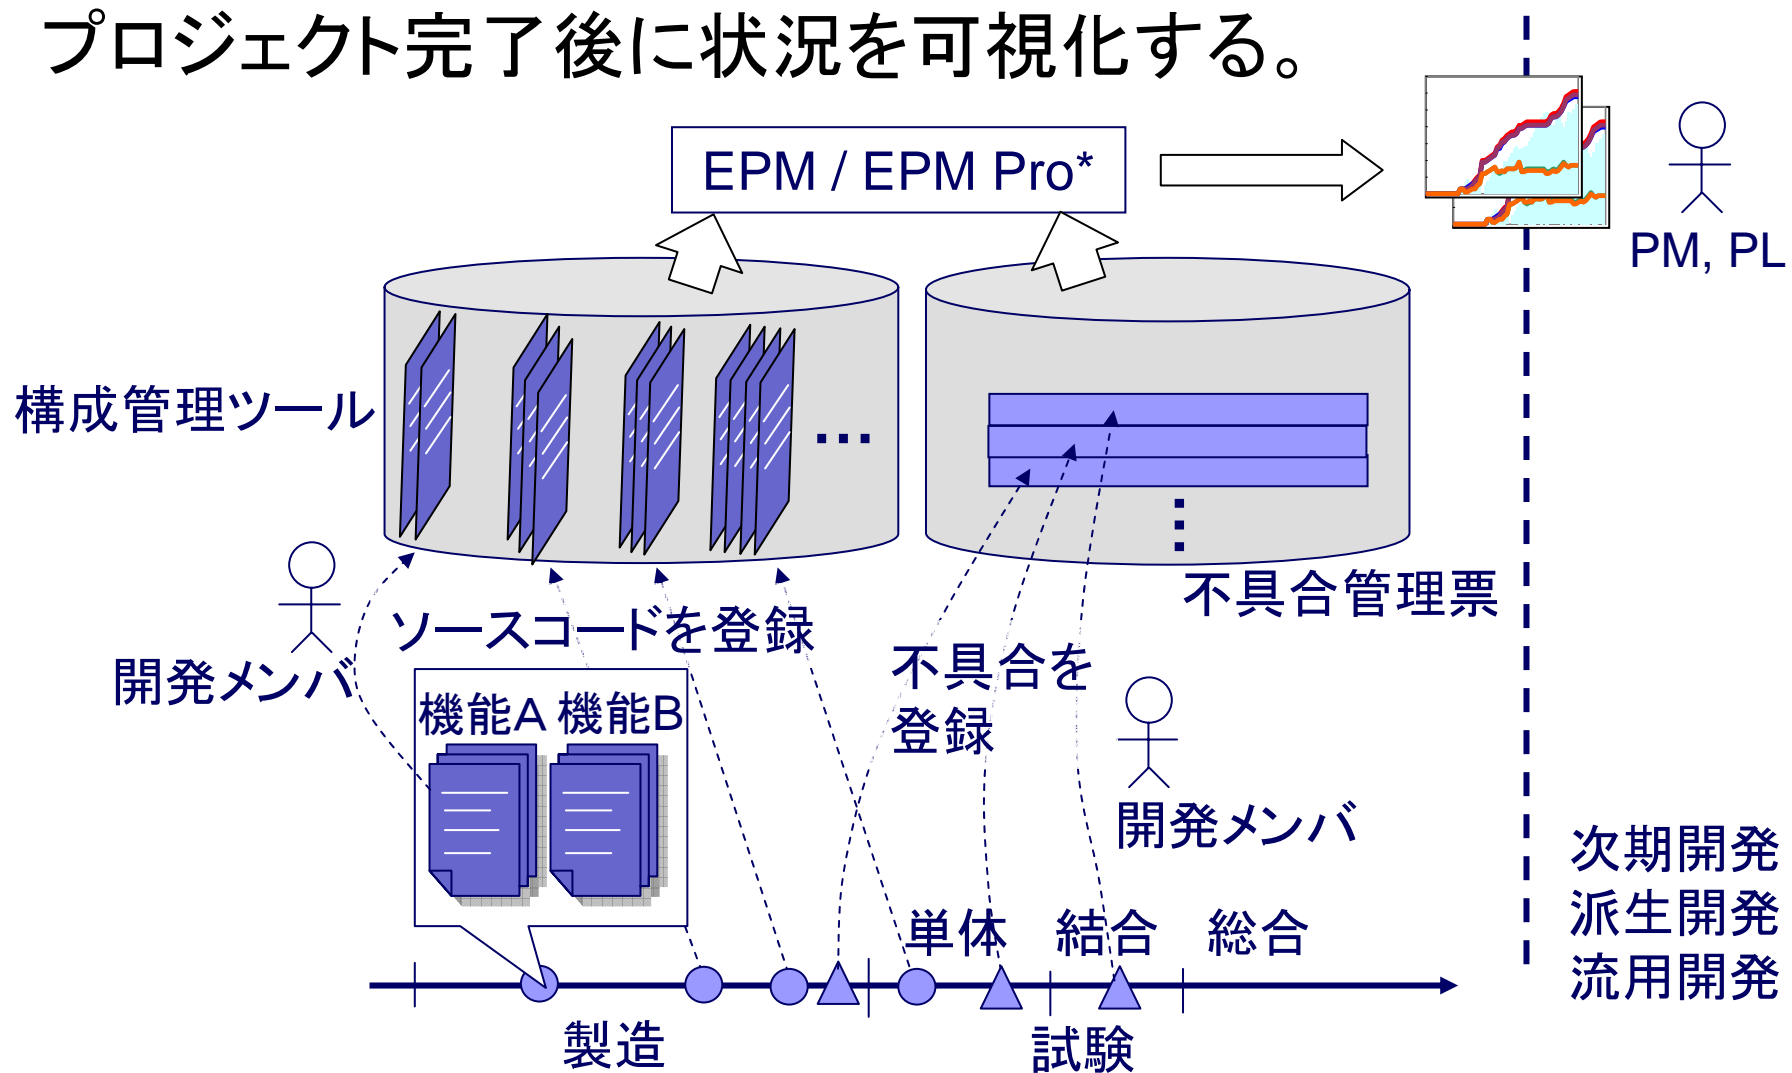 プロジェクト完了後に状況を可視化する。
EPM / EPM Pro*
PM, PL
構成管理ツール
…
不具合管理票
ソースコードを登録
開発メンバ
不具合を
登録
機能A 機能B
開発メンバ
次期開発
派生開発
流用開発
単体
結合
総合
製造
試験